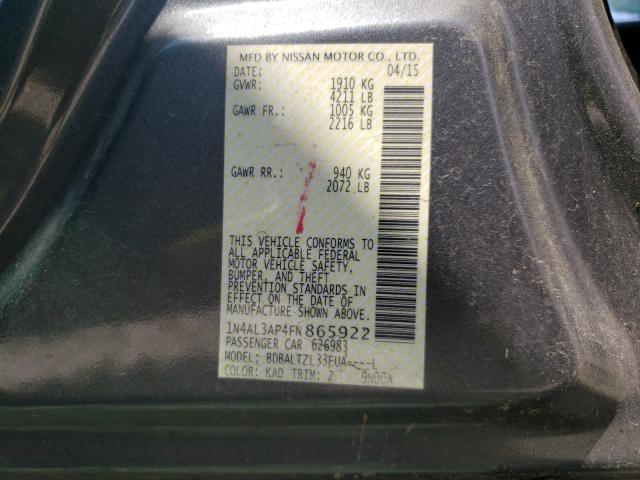 MFD BY NISSAN MOTOR CO., LTD.
DATE: 04/15
GVWR: 1910 KG
4211 LB
GAWR FR.: 1005 KG
2216 LB
GAWR RR.: 940 KG
2072 LB
THIS VEHICLE CONFORMS TO
ALL APPLICABLE FEDERAL
MOTOR VEHICLE SAFETY,
BUMPER, AND THEFT
PREVENTION STANDARDS IN
EFFECT ON THE DATE OF
MANUFACTURE SHOWN ABOVE.
1N4AL3AP4FN865922
PASSENGER CAR 626983
MODEL: BDRALTZL33EUA----L
COLOR: KAD TRIM: Z 9N00A